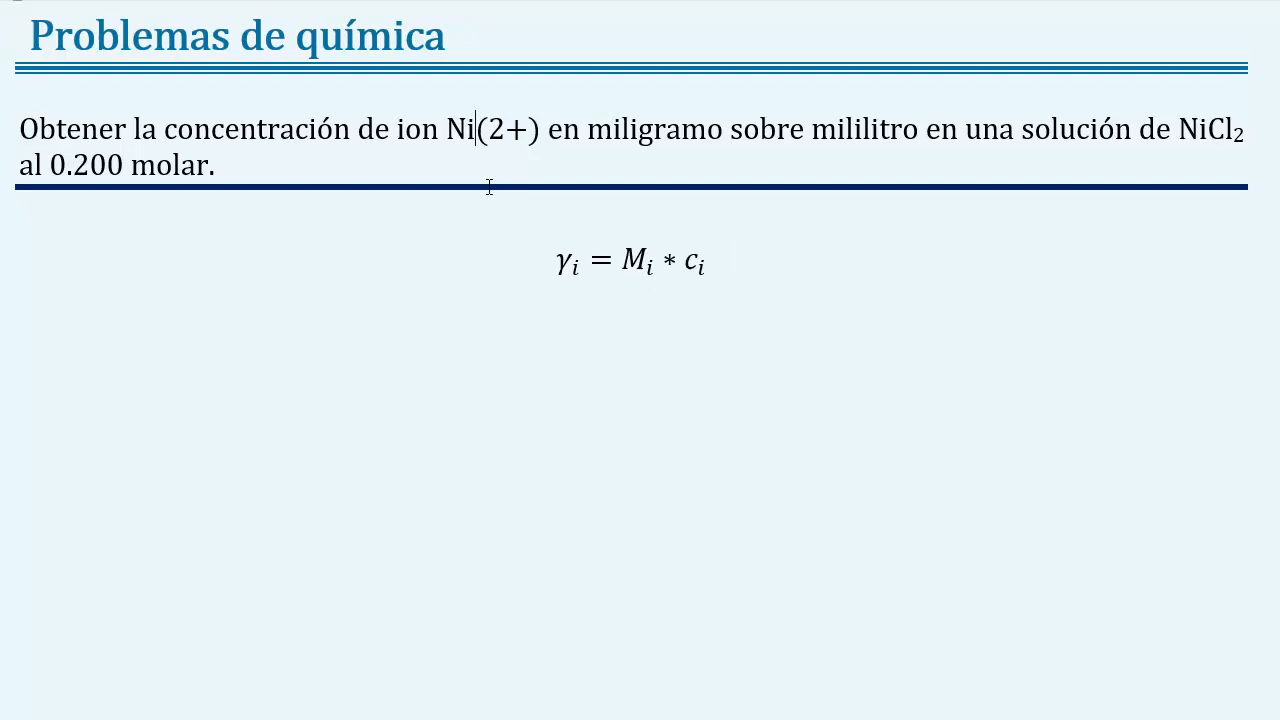 Problemas de química
Obtener la concentración de ion Ni(2+) en miligramo sobre mililitro en una solución de NiCl₂
al 0.200 molar.
γᵢ = Mᵢ ∗ cᵢ